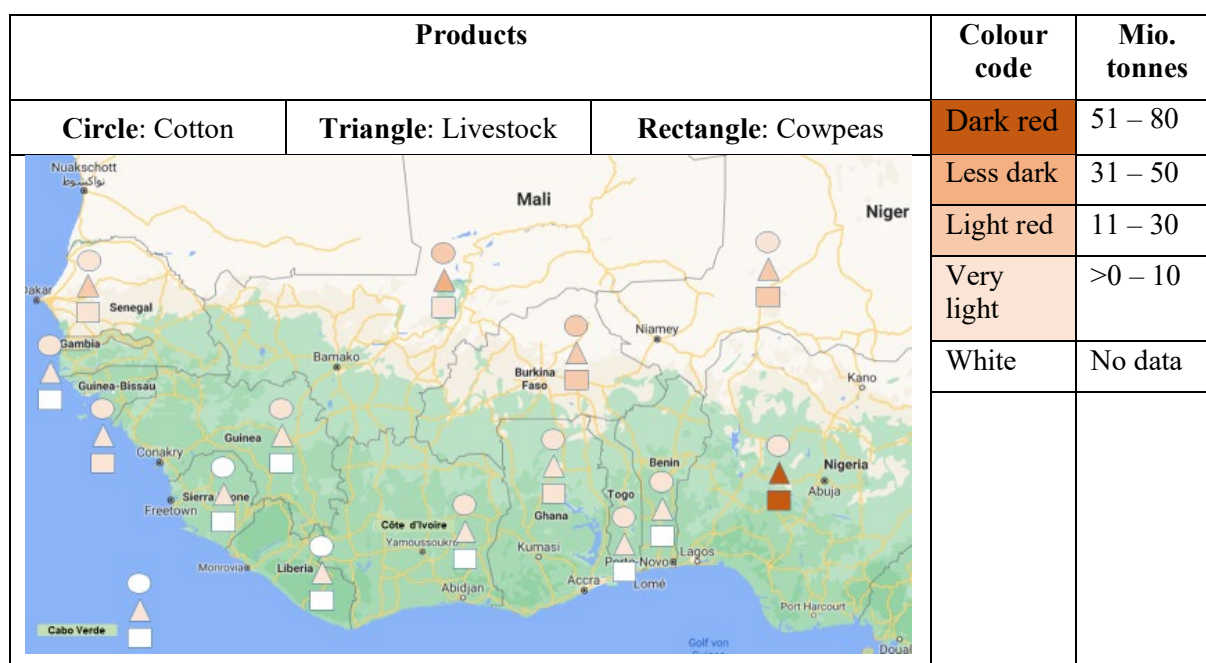 Products
Colour code
Mio. tonnes
Circle: Cotton
Triangle: Livestock
Rectangle: Cowpeas
Dark red
51 – 80
Less dark
31 – 50
Light red
11 – 30
Very light
>0 – 10
White
No data
Nuakschott
نواكشوط
Mali
Niger
Dakar
Senegal
Gambia
Niamey
Bamako
Burkina
Faso
Kano
Guinea-Bissau
Guinea
Conakry
Benin
Nigeria
Abuja
Sierra
one
Freetown
Togo
Ghana
Côte d'Ivoire
Yamoussoukro
Kumasi
Porto-Novo
Lagos
Monrovia
Liberia
Abidjan
Accra
Lomé
Port Harcourt
Cabo Verde
Golf von